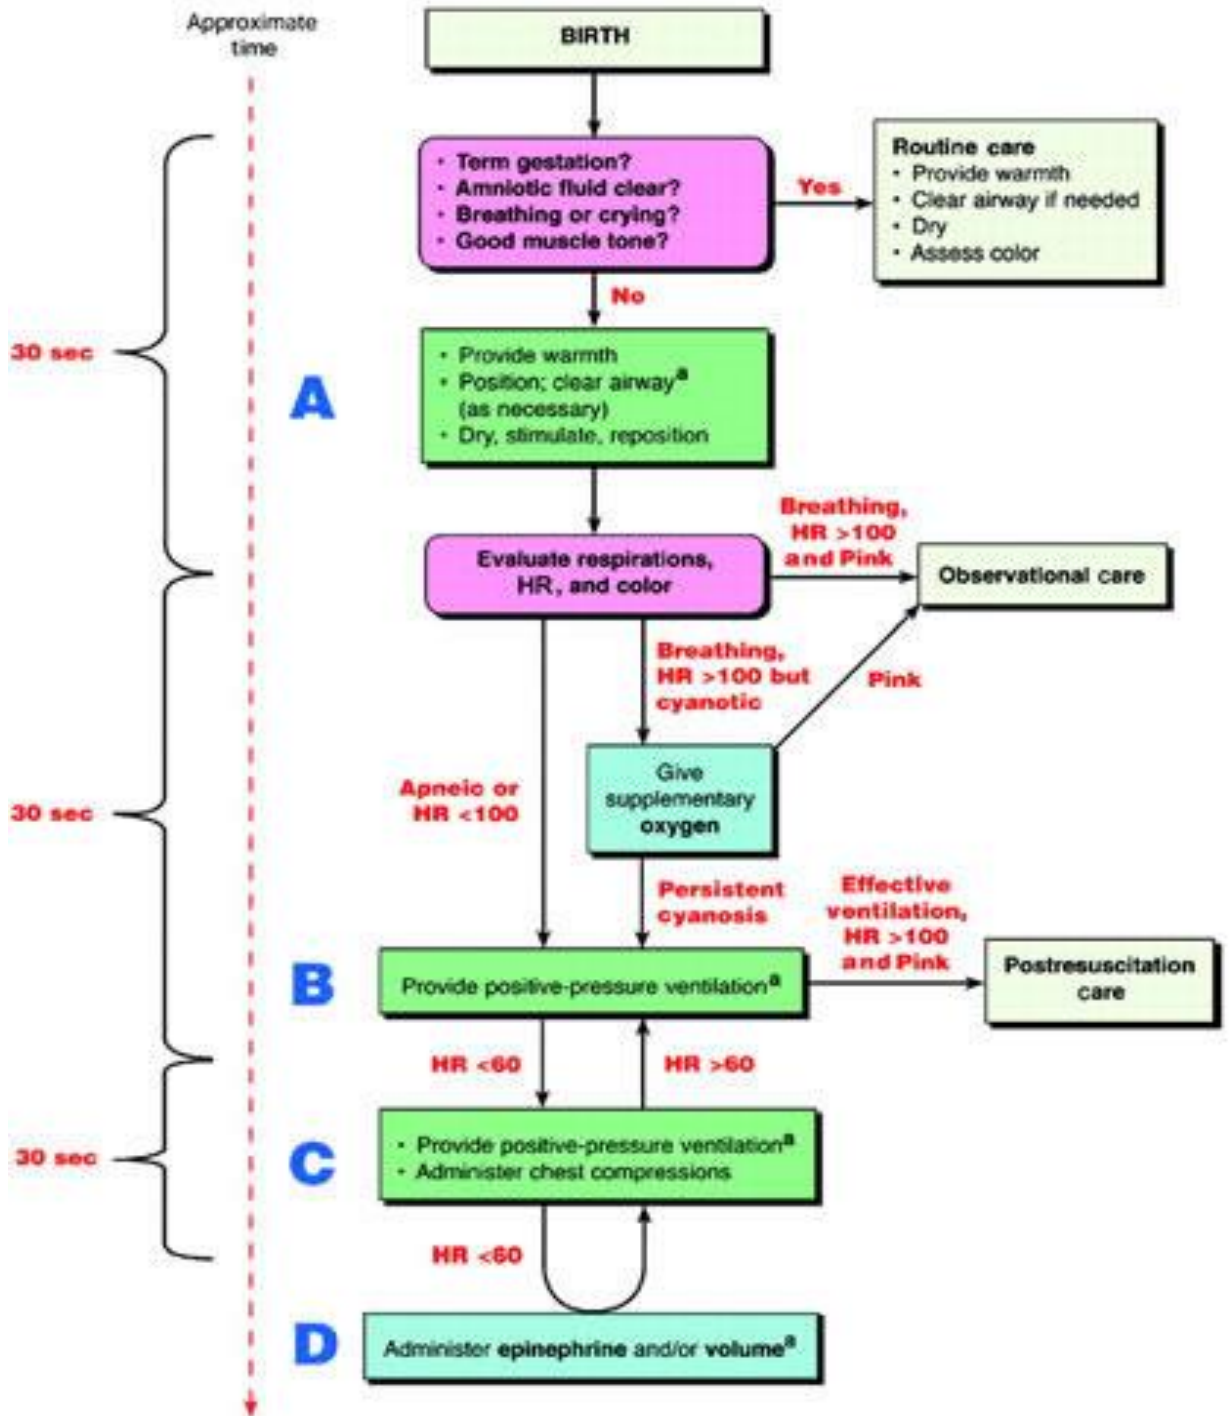 Approximate
time
BIRTH
• Term gestation?
• Amniotic fluid clear?
• Breathing or crying?
• Good muscle tone?
Yes
Routine care
• Provide warmth
• Clear airway if needed
• Dry
• Assess color
No
30 sec
A
• Provide warmth
• Position; clear airwayᵃ
(as necessary)
• Dry, stimulate, reposition
Evaluate respirations,
HR, and color
Breathing,
HR >100
and Pink
Observational care
Breathing,
HR >100 but
cyanotic
Pink
30 sec
Apneic or
HR <100
Give
supplementary
oxygen
Persistent
cyanosis
Effective
ventilation,
HR >100
and Pink
B
Provide positive-pressure ventilationᵃ
Postresuscitation
care
HR <60
HR >60
30 sec
C
• Provide positive-pressure ventilationᵃ
• Administer chest compressions
HR <60
D
Administer epinephrine and/or volumeᵃ